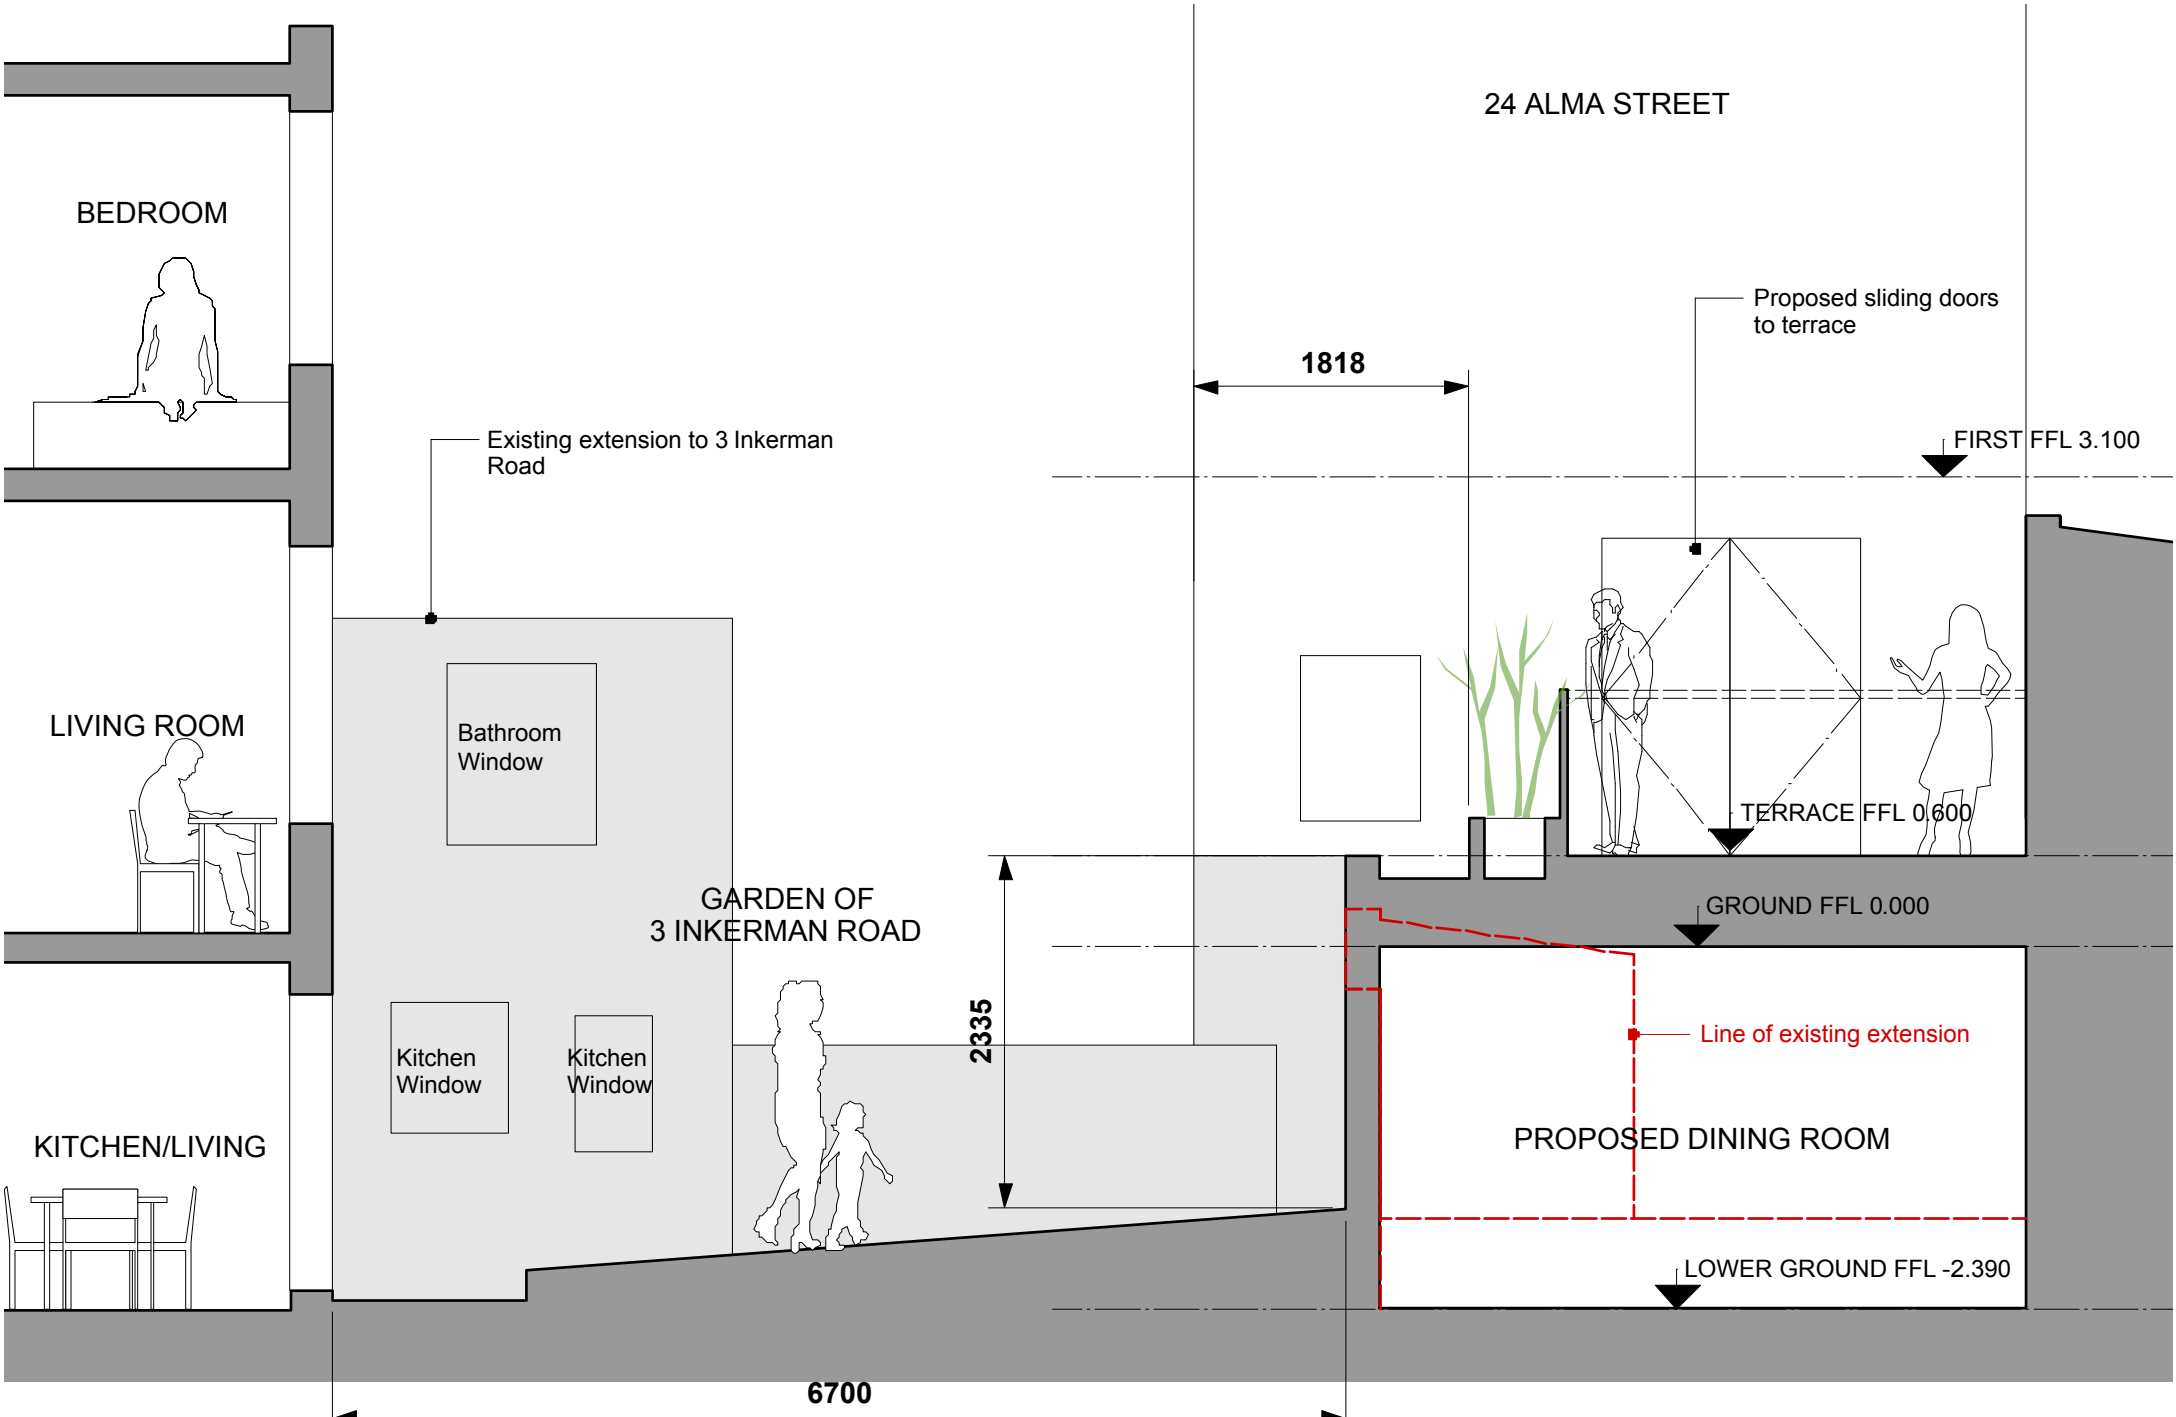 24 ALMA STREET
BEDROOM
Proposed sliding doors
to terrace
1818
Existing extension to 3 Inkerman
Road
FIRST FFL 3.100
LIVING ROOM
Bathroom
Window
TERRACE FFL 0.600
GARDEN OF
3 INKERMAN ROAD
GROUND FFL 0.000
2335
Line of existing extension
Kitchen
Window
Kitchen
Window
KITCHEN/LIVING
PROPOSED DINING ROOM
LOWER GROUND FFL -2.390
6700